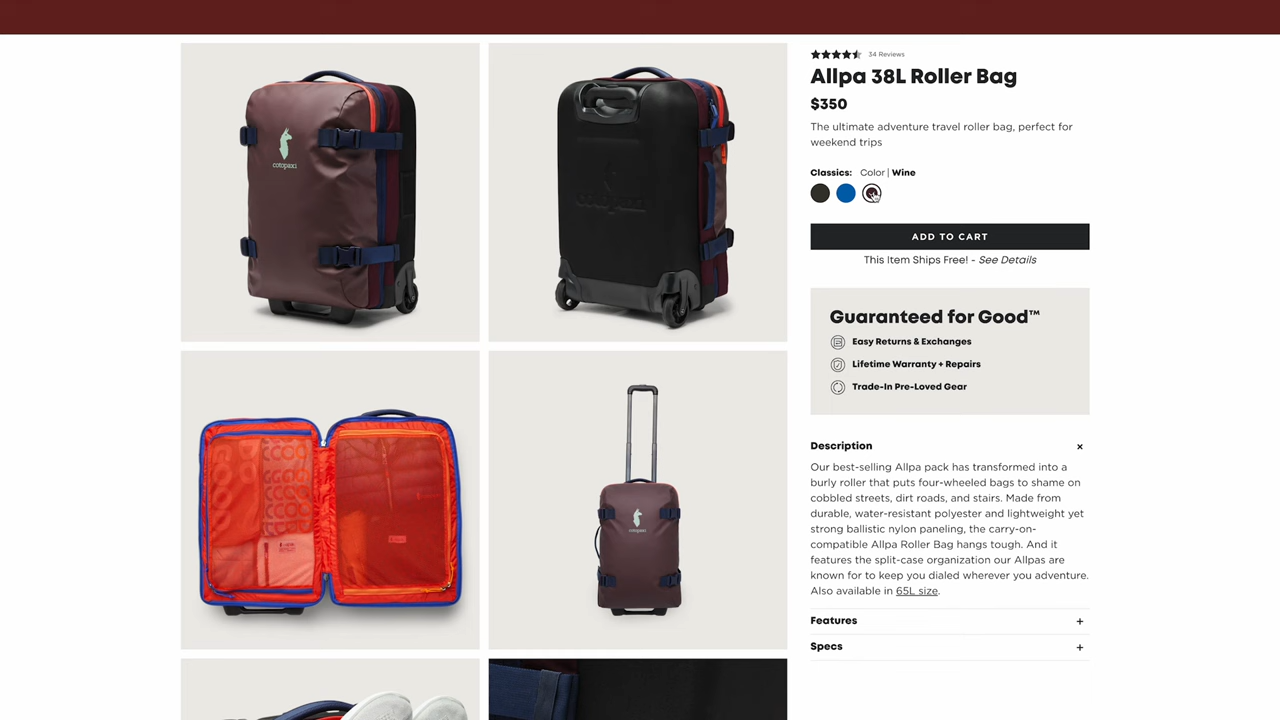 cotopaxi
cotopaxi
cotopaxi
34 Reviews
Allpa 38L Roller Bag
$350
The ultimate adventure travel roller bag, perfect for
weekend trips
Classics: Color | Wine
ADD TO CART
This Item Ships Free! - See Details
Guaranteed for Good™
Easy Returns & Exchanges
Lifetime Warranty + Repairs
Trade-In Pre-Loved Gear
Description
Our best-selling Allpa pack has transformed into a
burly roller that puts four-wheeled bags to shame on
cobbled streets, dirt roads, and stairs. Made from
durable, water-resistant polyester and lightweight yet
strong ballistic nylon paneling, the carry-on-
compatible Allpa Roller Bag hangs tough. And it
features the split-case organization our Allpas are
known for to keep you dialed wherever you adventure.
Also available in 65L size.
Features
Specs